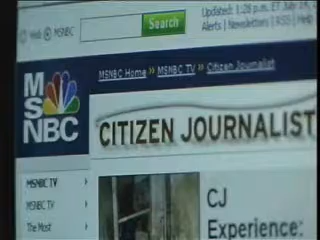 Updated: 1:28 p.m. ET July
Web MSNBC Search
Alerts | Newsletters | RSS | Help
MSNBC Home » MSNBC TV » Citizen Journalist
MSNBC
CITIZEN JOURNALIST
MSNBC TV
MSNBC TV
The Most
CJ
Experience: